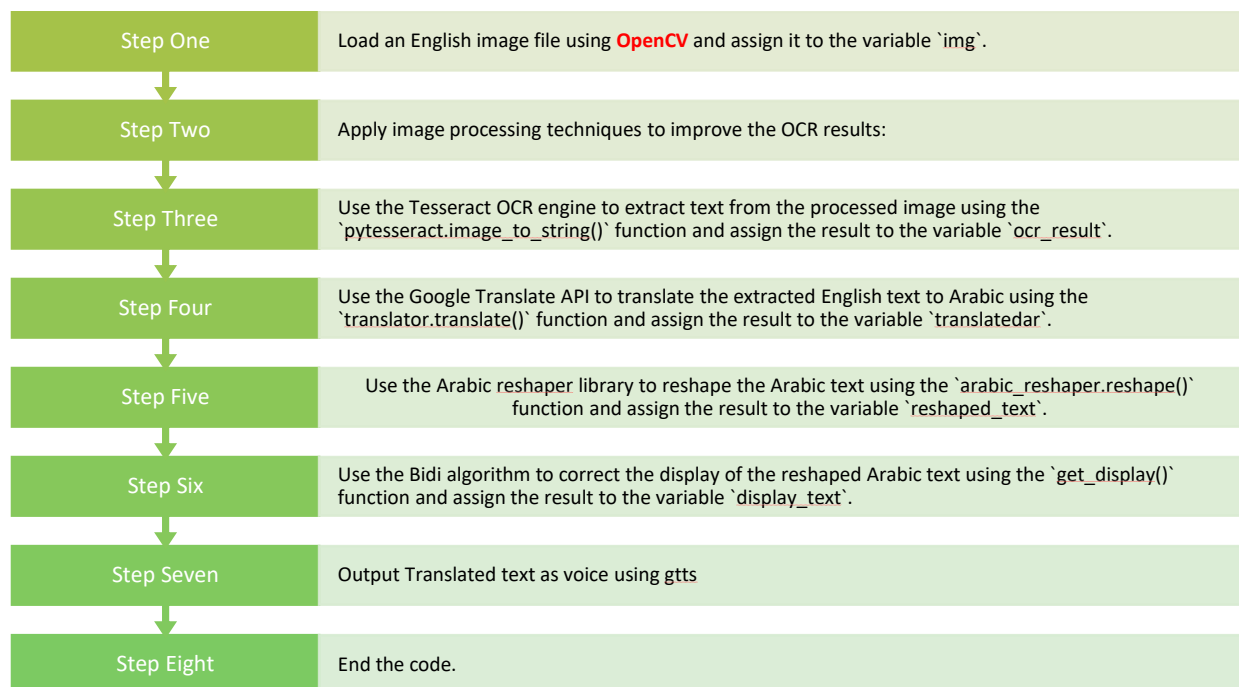 Step One
Load an English image file using OpenCV and assign it to the variable `img`.
Step Two
Apply image processing techniques to improve the OCR results:
Step Three
Use the Tesseract OCR engine to extract text from the processed image using the
`pytesseract.image_to_string()` function and assign the result to the variable `ocr_result`.
Step Four
Use the Google Translate API to translate the extracted English text to Arabic using the
`translator.translate()` function and assign the result to the variable `translatedar`.
Step Five
Use the Arabic reshaper library to reshape the Arabic text using the `arabic_reshaper.reshape()`
function and assign the result to the variable `reshaped_text`.
Step Six
Use the Bidi algorithm to correct the display of the reshaped Arabic text using the `get_display()`
function and assign the result to the variable `display_text`.
Step Seven
Output Translated text as voice using gtts
Step Eight
End the code.